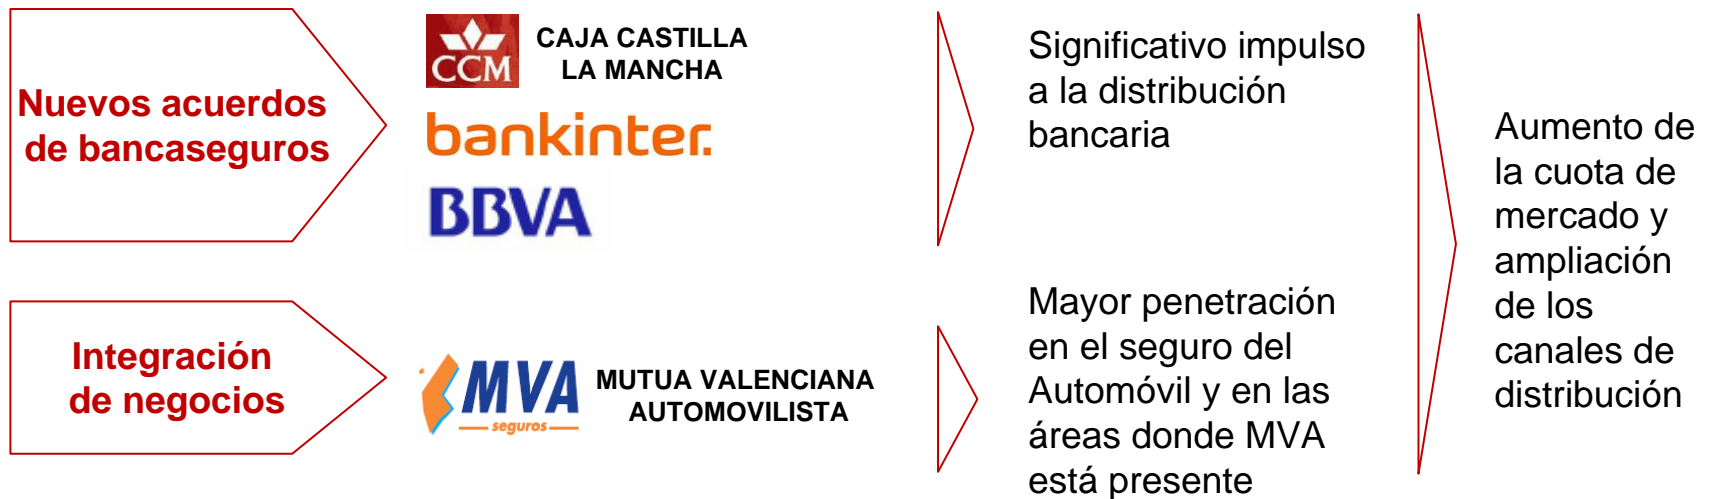 Nuevos acuerdos
de bancaseguros
CCM
CAJA CASTILLA
LA MANCHA
bankinter.
BBVA
Significativo impulso
a la distribución
bancaria
Integración
de negocios
MVA
seguros
MUTUA VALENCIANA
AUTOMOVILISTA
Mayor penetración
en el seguro del
Automóvil y en las
áreas donde MVA
está presente
Aumento de
la cuota de
mercado y
ampliación
de los
canales de
distribución